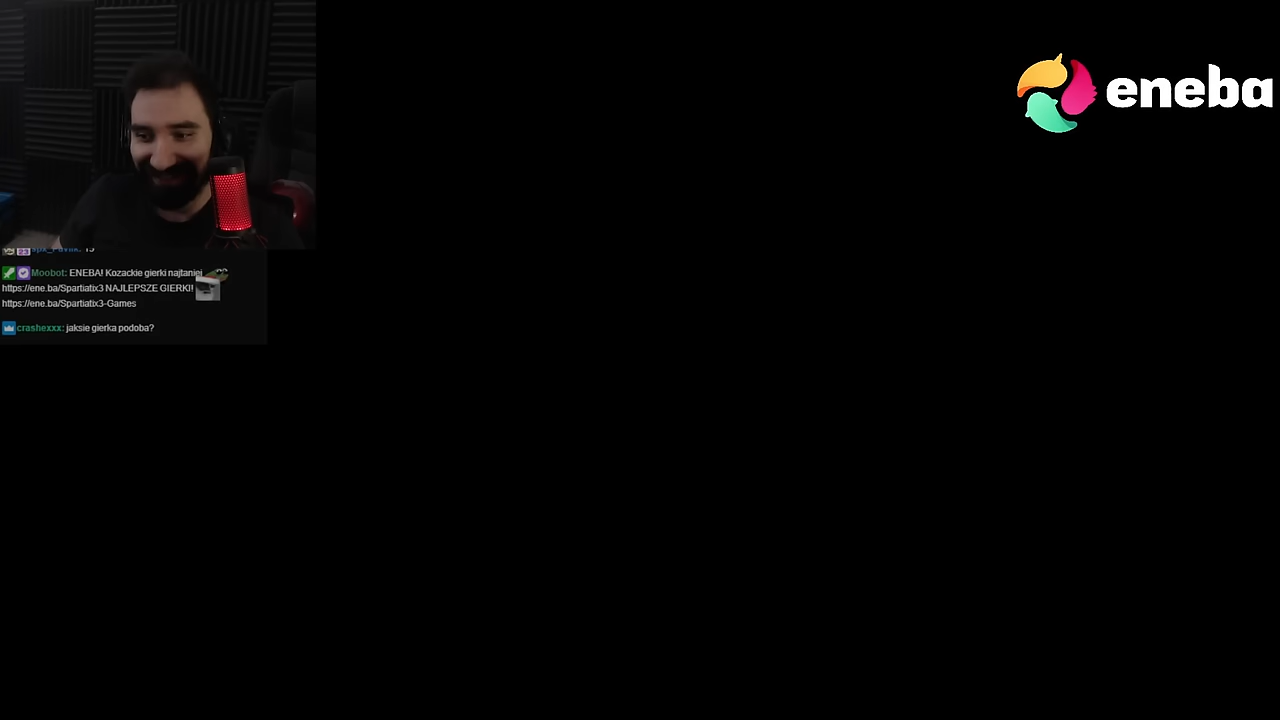 eneba
Moobot: ENEBA! Kozackie gierki najtaniej
https://ene.ba/Spartiatix3 NAJLEPSZE GIERKI!
https://ene.ba/Spartiatix3-Games
crashexxx: jaksie gierka podoba?